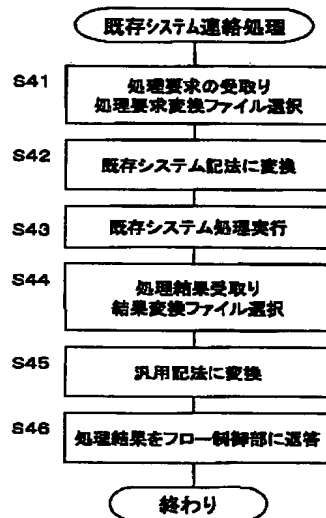 既存システム連絡処理
S41
処理要求の受取り
処理要求変換ファイル選択
S42
既存システム記法に変換
S43
既存システム処理実行
S44
処理結果受取り
結果変換ファイル選択
S45
汎用記法に変換
S46
処理結果をフロー制御部に返答
終わり